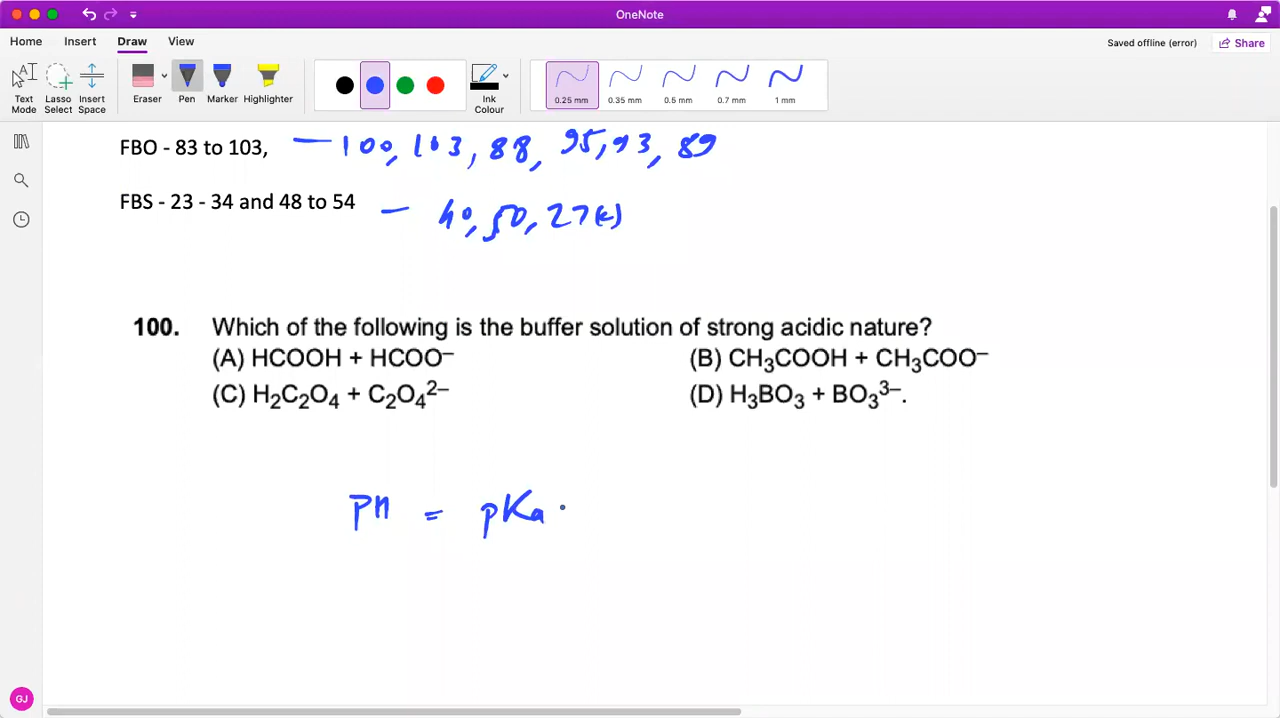 OneNote
Home Insert Draw View
Saved offline (error) Share
Text Mode Lasso Select Insert Space Eraser Pen Marker Highlighter Ink Colour 0.25 mm 0.35 mm 0.5 mm 0.7 mm 1 mm
FBO - 83 to 103, — 100, 103, 88, 95, 93, 89
FBS - 23 - 34 and 48 to 54 — 40, 50, 27
100. Which of the following is the buffer solution of strong acidic nature?
(A) HCOOH + HCOO⁻ (B) CH₃COOH + CH₃COO⁻
(C) H₂C₂O₄ + C₂O₄²⁻ (D) H₃BO₃ + BO₃³⁻.
pH = pKa
GJ